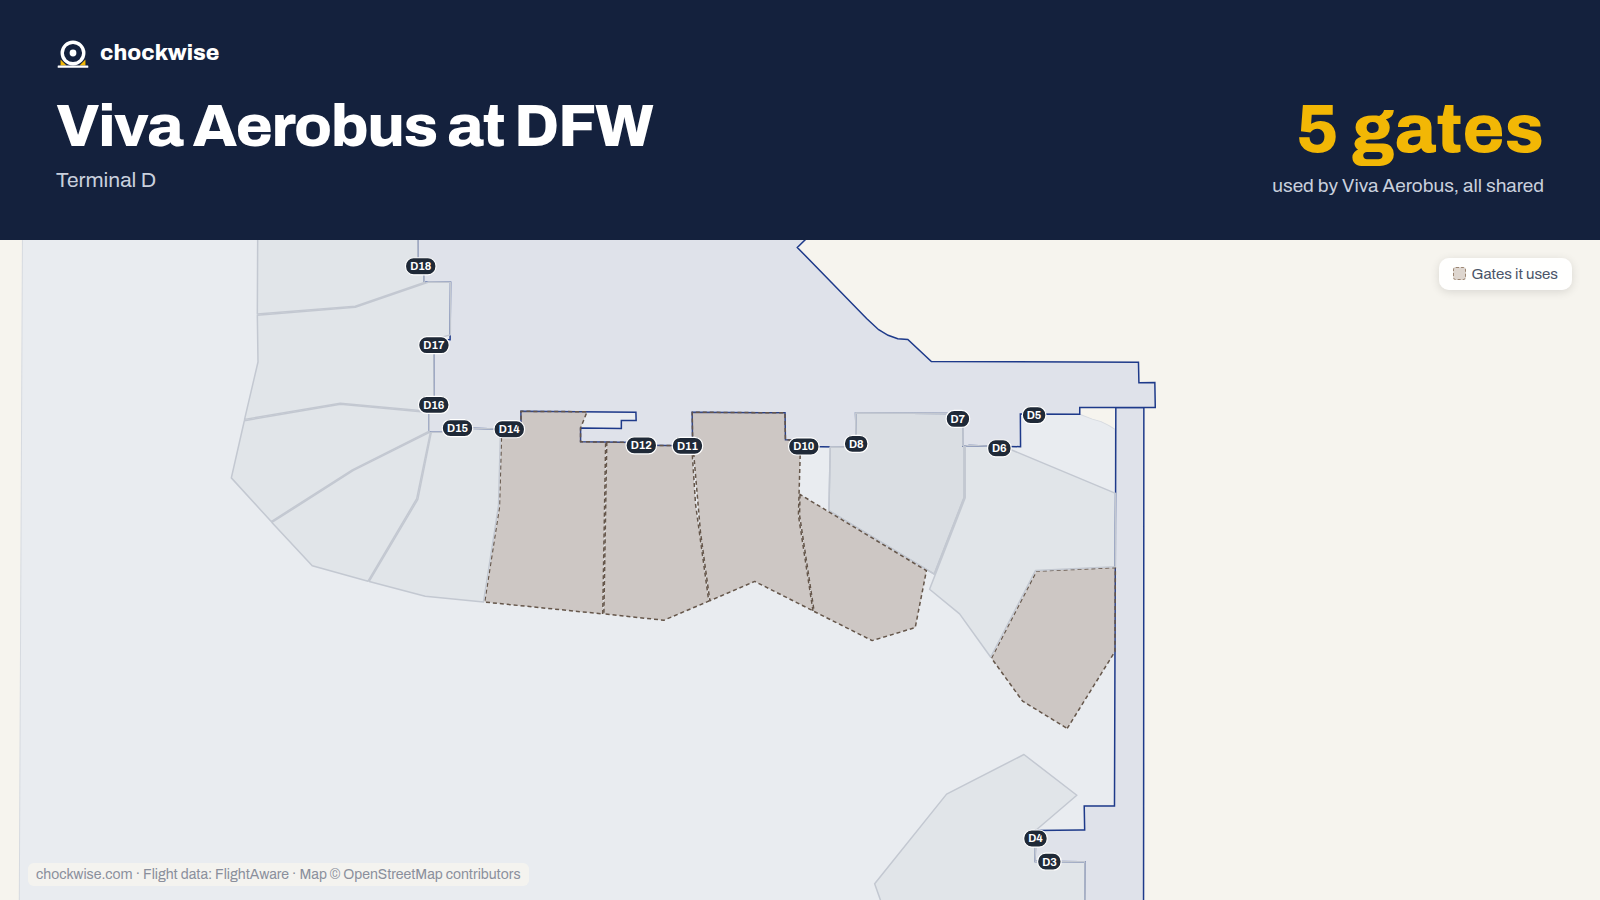 chockwise
Viva Aerobus at DFW
Terminal D
5 gates
used by Viva Aerobus, all shared
Gates it uses
D18
D17
D16
D15
D14
D12
D11
D10
D8
D7
D6
D5
D4
D3
chockwise.com · Flight data: FlightAware · Map © OpenStreetMap contributors